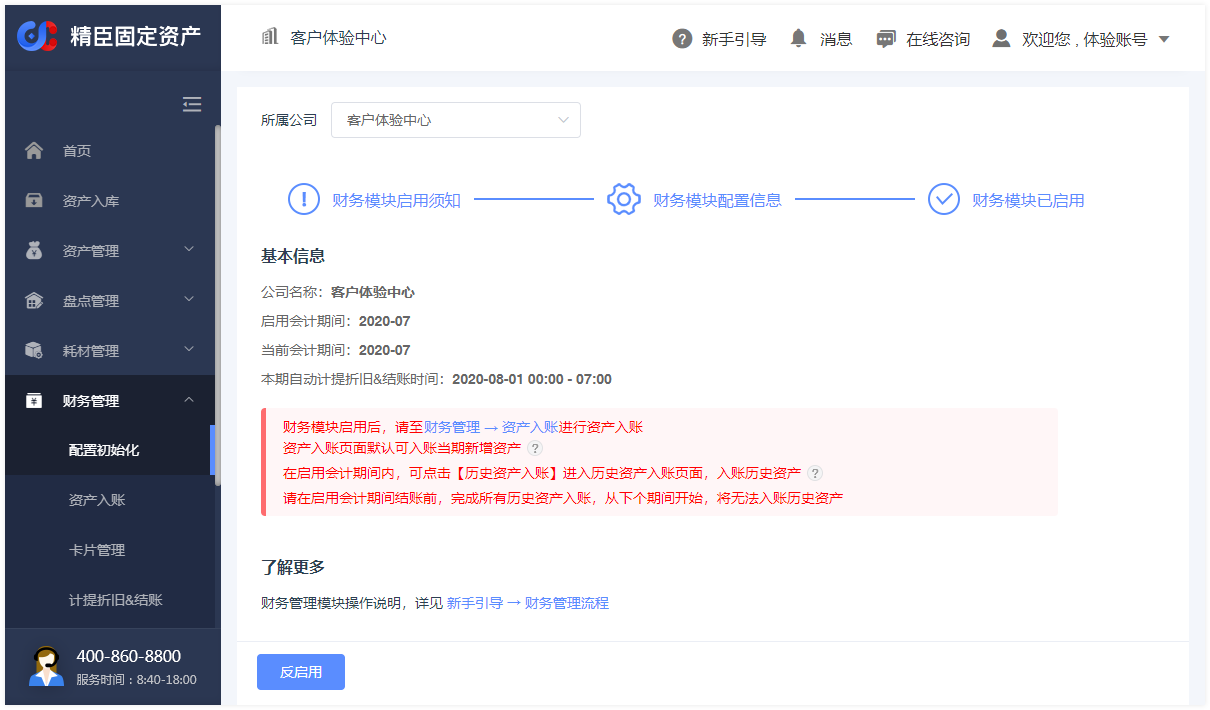 精臣固定资产
客户体验中心
新手引导
消息
在线咨询
欢迎您 , 体验账号
首页
资产入库
资产管理
盘点管理
耗材管理
财务管理
配置初始化
资产入账
卡片管理
计提折旧&结账
400-860-8800
服务时间 : 8:40-18:00
所属公司 客户体验中心
财务模块启用须知
财务模块配置信息
财务模块已启用
基本信息
公司名称：客户体验中心
启用会计期间：2020-07
当前会计期间：2020-07
本期自动计提折旧&结账时间：2020-08-01 00:00 - 07:00
财务模块启用后，请至财务管理 → 资产入账进行资产入账
资产入账页面默认可入账当期新增资产 ?
在启用会计期间内，可点击【历史资产入账】进入历史资产入账页面，入账历史资产 ?
请在启用会计期间结账前，完成所有历史资产入账，从下个期间开始，将无法入账历史资产
了解更多
财务管理模块操作说明，详见 新手引导 → 财务管理流程
反启用